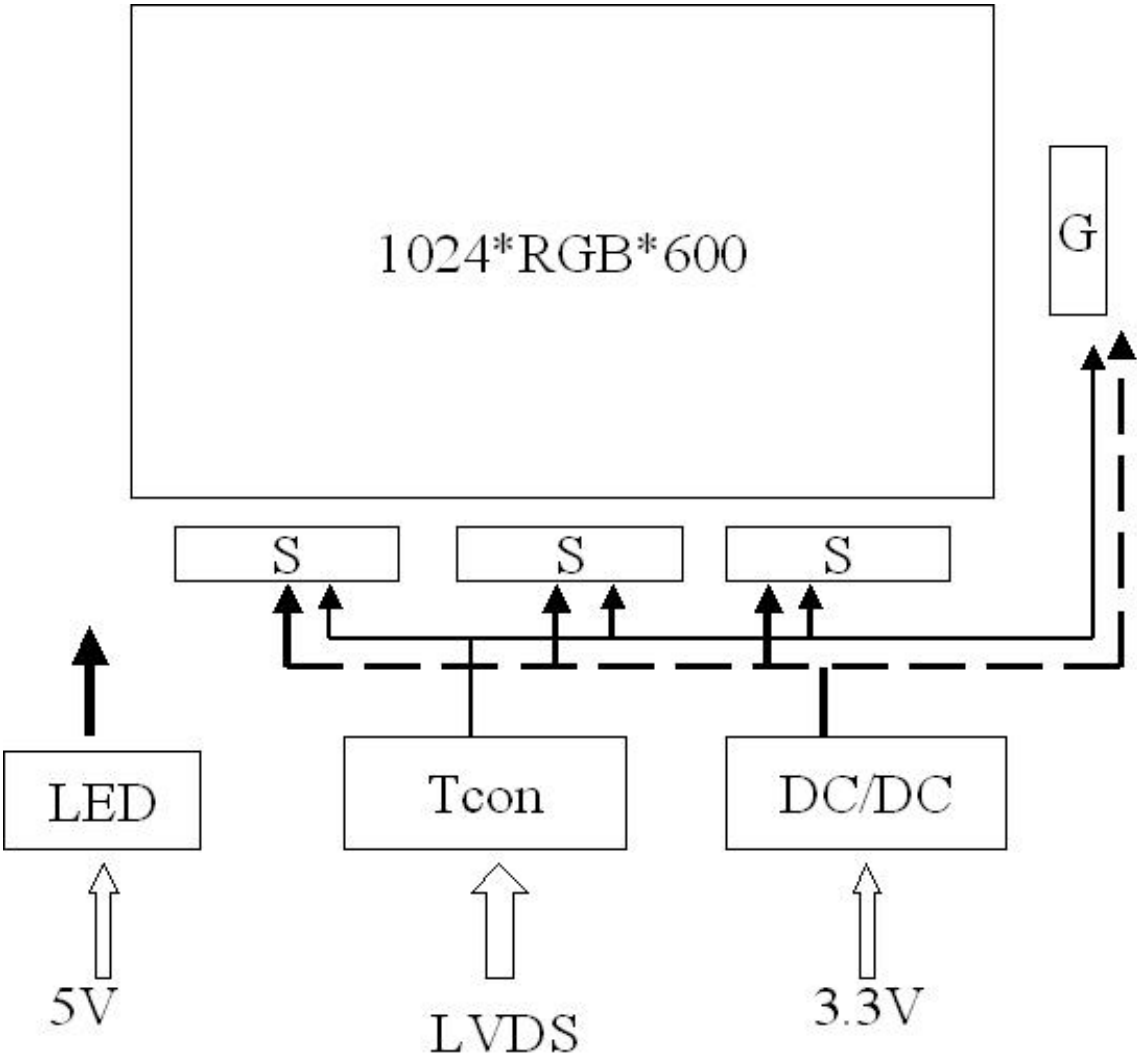 1024*RGB*600
G
S
S
S
LED
Tcon
DC/DC
5V
LVDS
3.3V